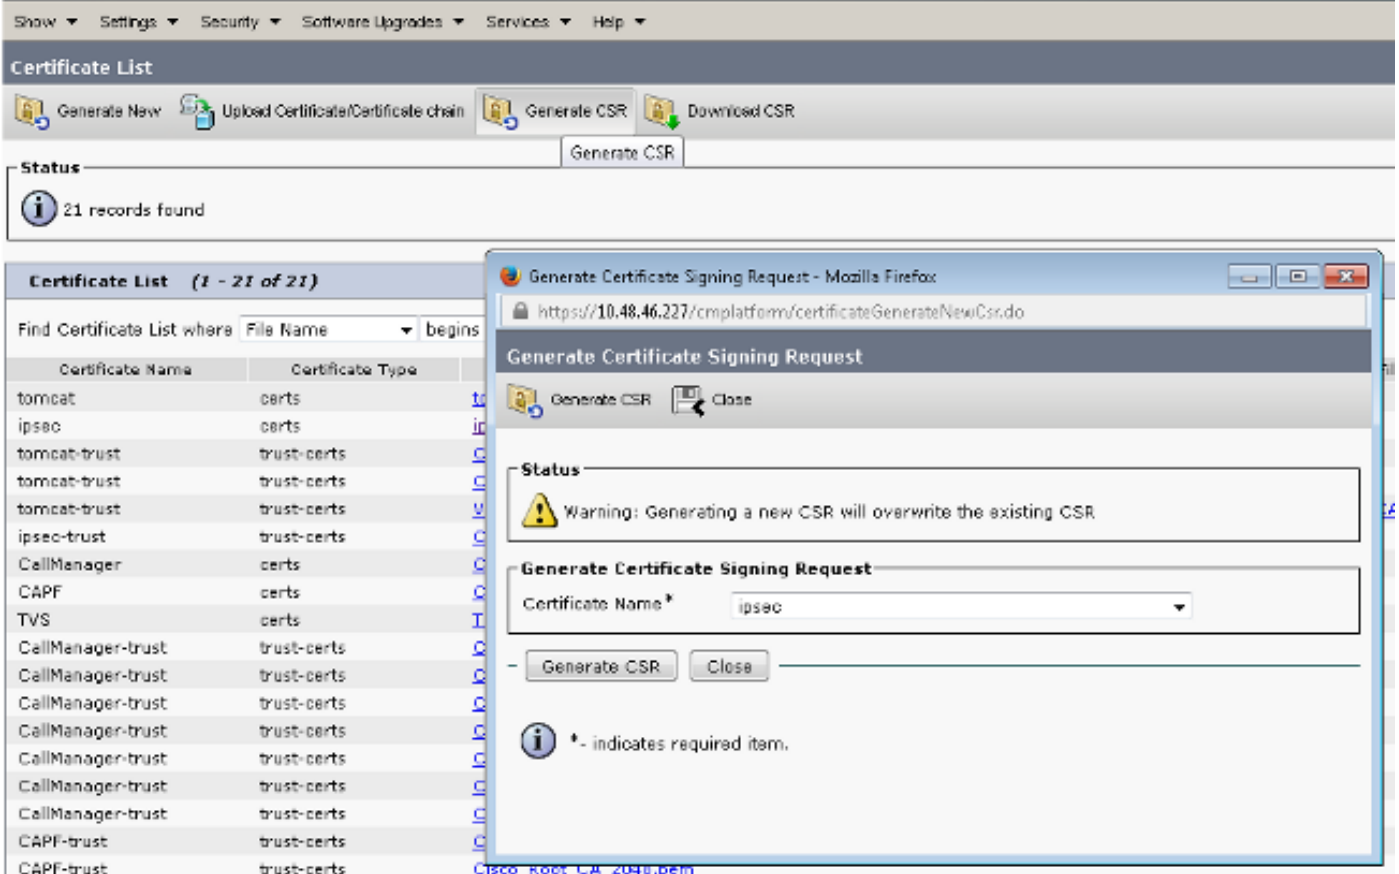 Show Settings Security Software Upgrades Services Help
Certificate List
Generate New Upload Certificate/Certificate chain Generate CSR Download CSR
Generate CSR
Status
21 records found
Certificate List (1 - 21 of 21)
Find Certificate List where File Name begins
Certificate Name Certificate Type
tomcat certs
ipsec certs
tomcat-trust trust-certs
tomcat-trust trust-certs
tomcat-trust trust-certs
ipsec-trust trust-certs
CallManager certs
CAPF certs
TVS certs
CallManager-trust trust-certs
CallManager-trust trust-certs
CallManager-trust trust-certs
CallManager-trust trust-certs
CallManager-trust trust-certs
CallManager-trust trust-certs
CallManager-trust trust-certs
CAPF-trust trust-certs
CAPF-trust trust-certs Cisco Root CA 2048.pem
Generate Certificate Signing Request - Mozilla Firefox
https://10.48.46.227/cmplatform/certificateGenerateNewCsr.do
Generate Certificate Signing Request
Generate CSR Close
Status
Warning: Generating a new CSR will overwrite the existing CSR
Generate Certificate Signing Request
Certificate Name* ipsec
Generate CSR Close
*- indicates required item.